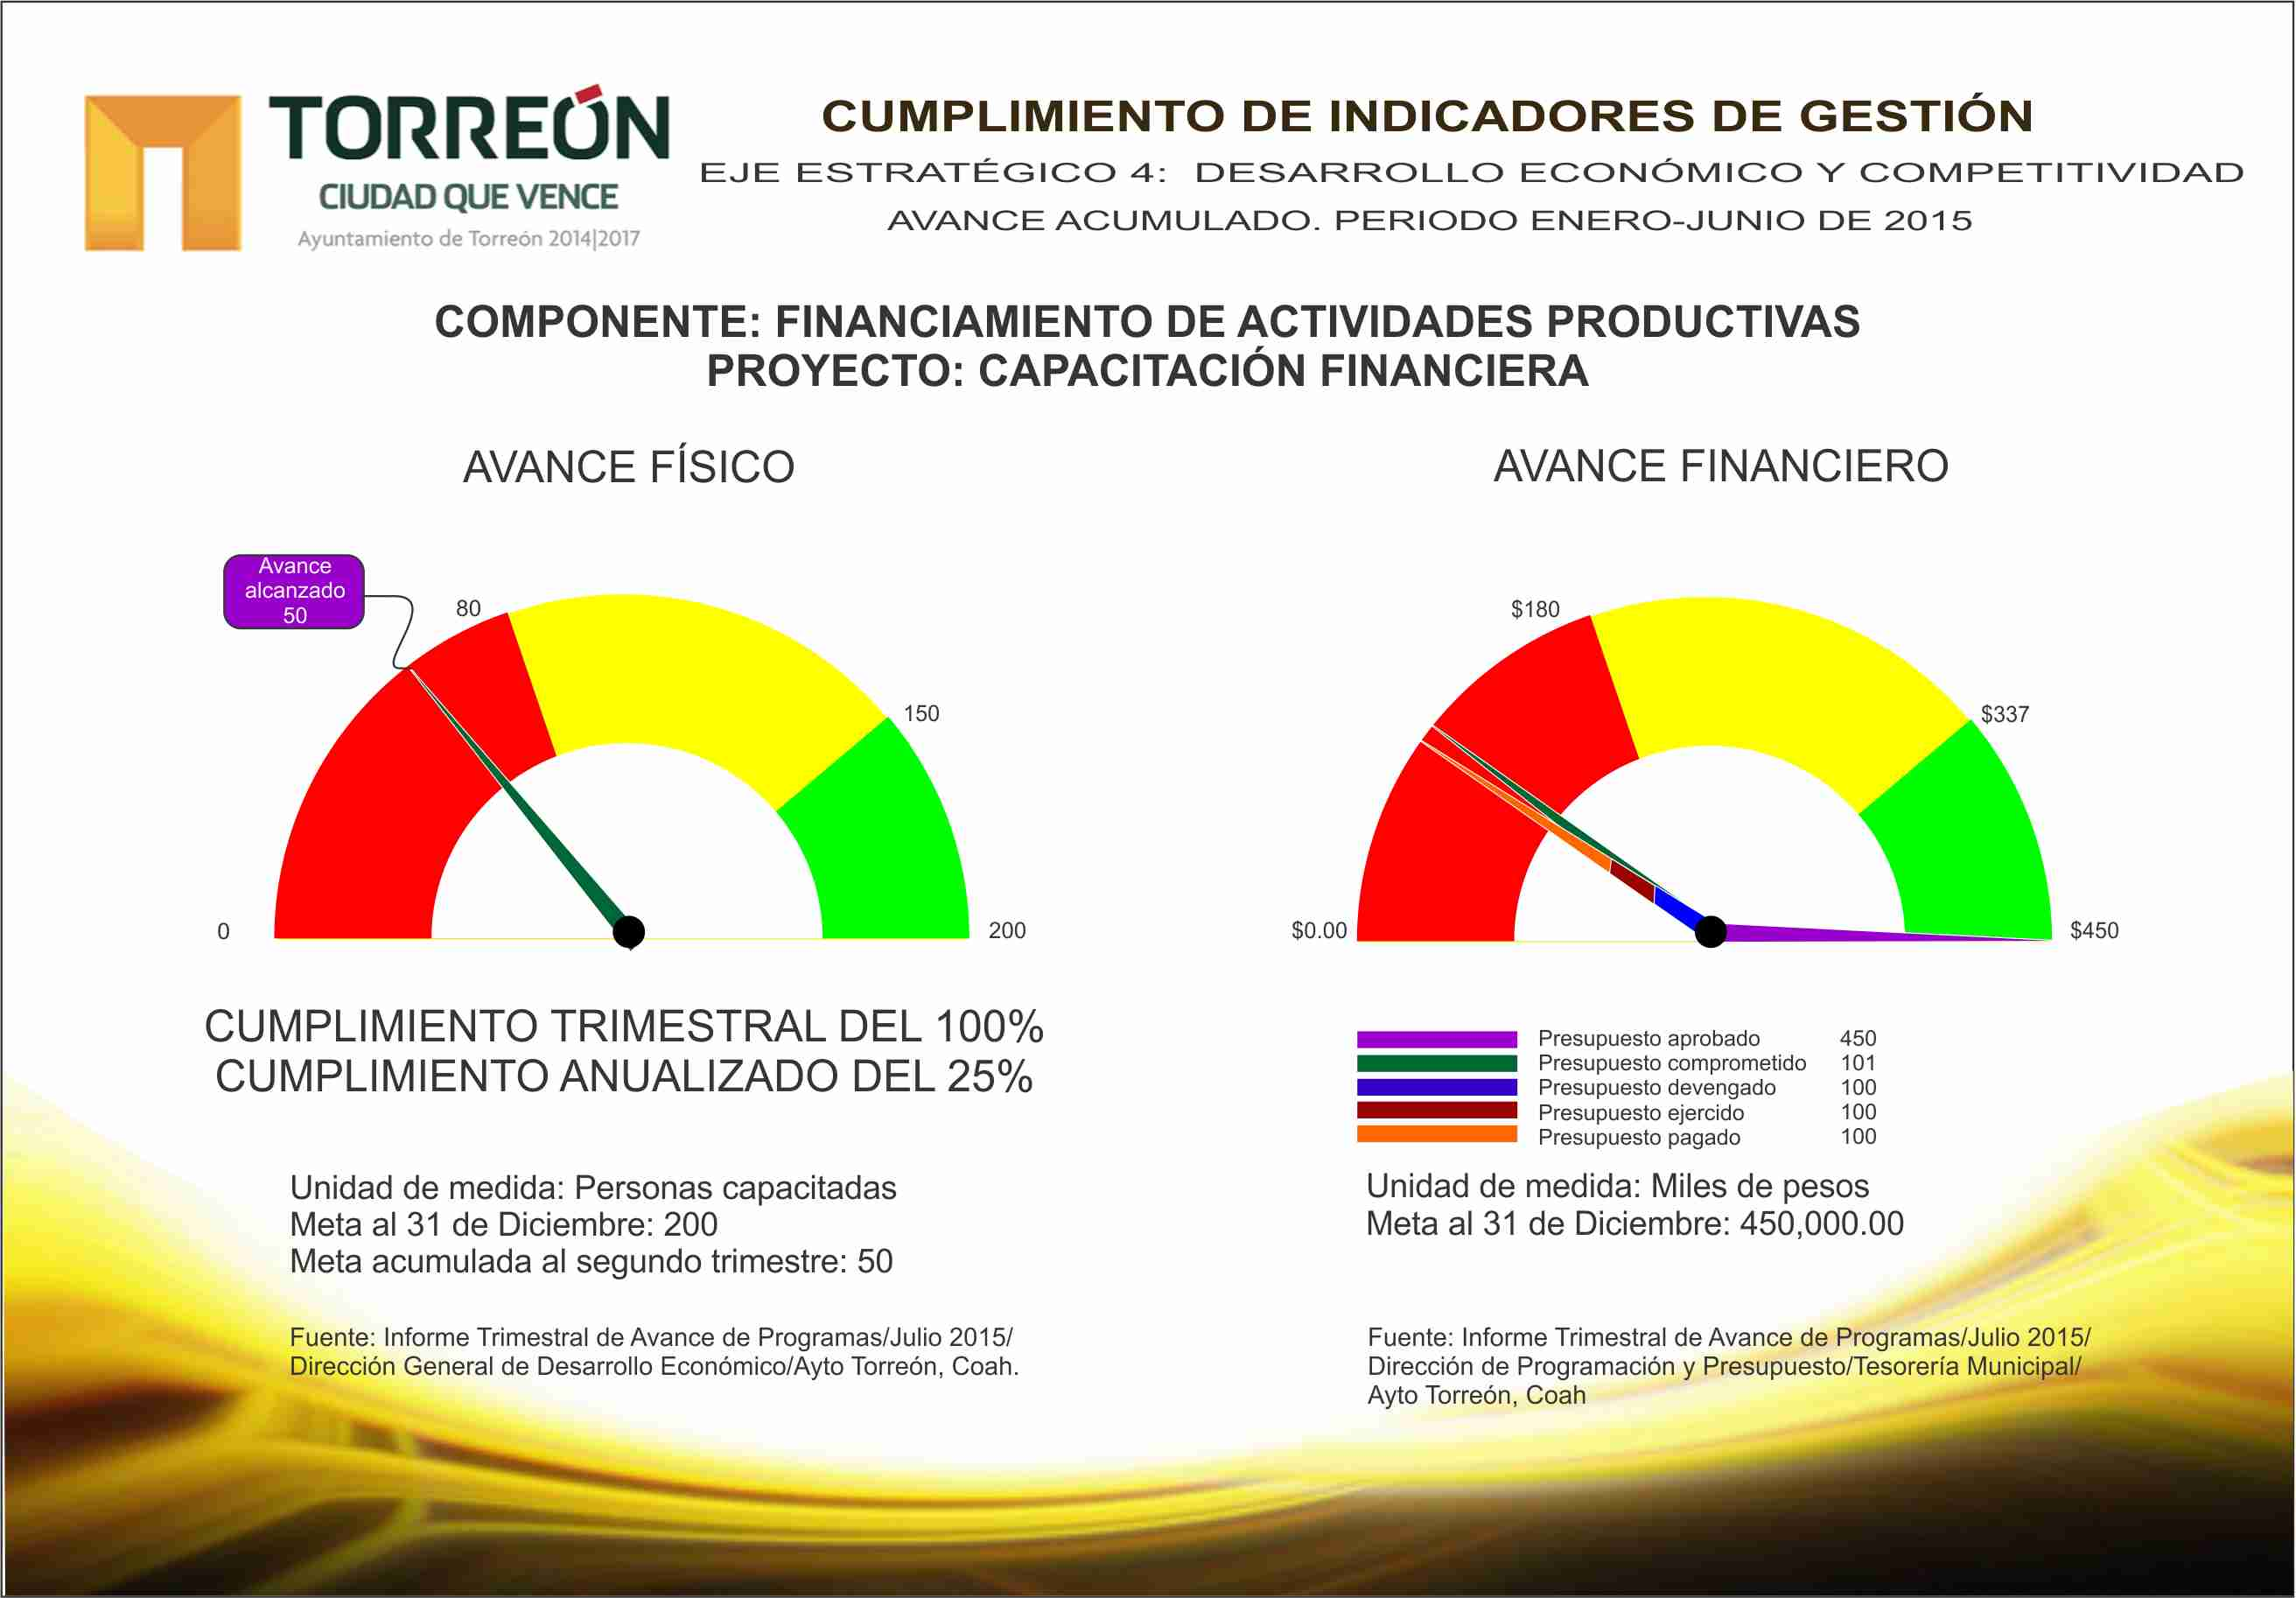 TORREÓN
CIUDAD QUE VENCE
Ayuntamiento de Torreón 2014|2017
CUMPLIMIENTO DE INDICADORES DE GESTIÓN
EJE ESTRATÉGICO 4: DESARROLLO ECONÓMICO Y COMPETITIVIDAD
AVANCE ACUMULADO. PERIODO ENERO-JUNIO DE 2015
COMPONENTE: FINANCIAMIENTO DE ACTIVIDADES PRODUCTIVAS
PROYECTO: CAPACITACIÓN FINANCIERA
AVANCE FÍSICO
Avance
alcanzado
50
80
150
0
200
CUMPLIMIENTO TRIMESTRAL DEL 100%
CUMPLIMIENTO ANUALIZADO DEL 25%
Unidad de medida: Personas capacitadas
Meta al 31 de Diciembre: 200
Meta acumulada al segundo trimestre: 50
Fuente: Informe Trimestral de Avance de Programas/Julio 2015/
Dirección General de Desarrollo Económico/Ayto Torreón, Coah.
AVANCE FINANCIERO
$180
$337
$0.00
$450
Presupuesto aprobado 450
Presupuesto comprometido 101
Presupuesto devengado 100
Presupuesto ejercido 100
Presupuesto pagado 100
Unidad de medida: Miles de pesos
Meta al 31 de Diciembre: 450,000.00
Fuente: Informe Trimestral de Avance de Programas/Julio 2015/
Dirección de Programación y Presupuesto/Tesorería Municipal/
Ayto Torreón, Coah